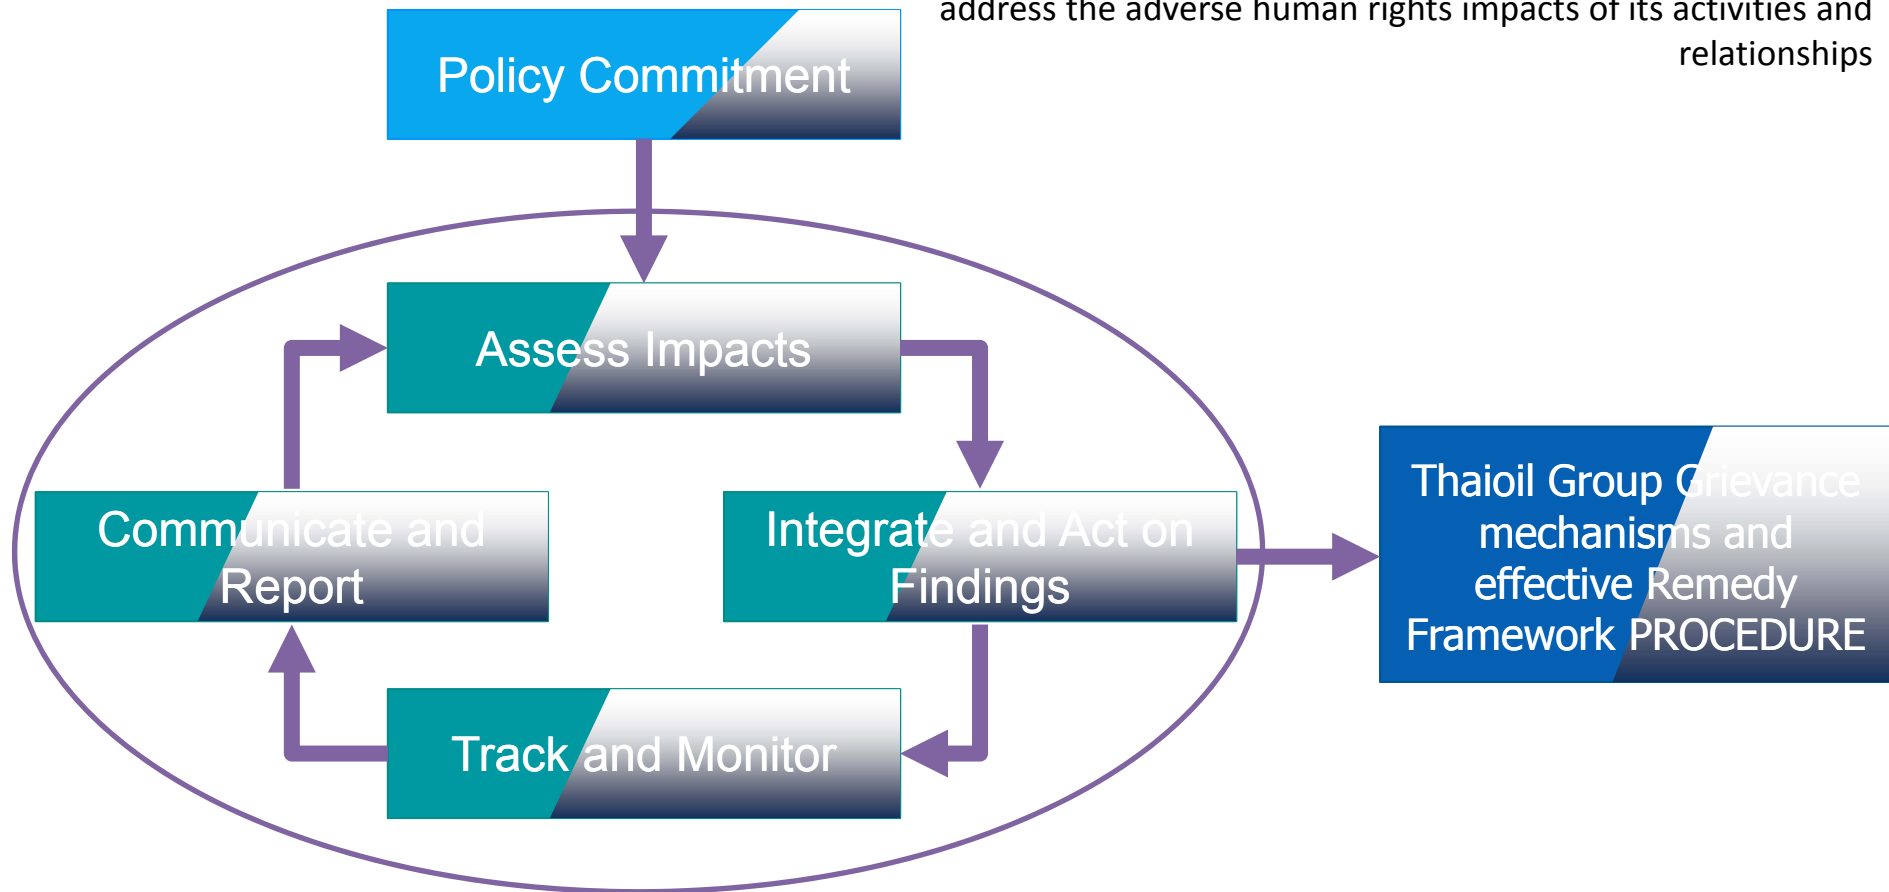 address the adverse human rights impacts of its activities and
relationships
Policy Commitment
Assess Impacts
Communicate and
Report
Integrate and Act on
Findings
Track and Monitor
Thaioil Group Grievance
mechanisms and
effective Remedy
Framework PROCEDURE